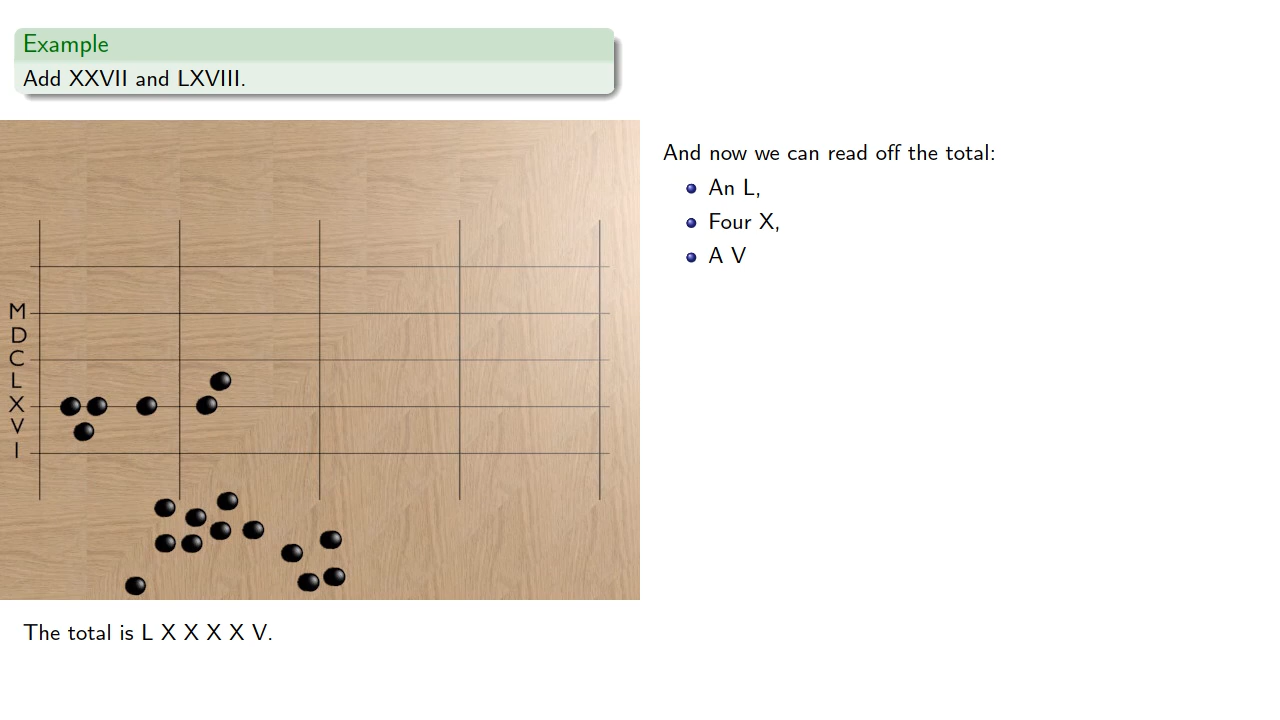 Example
Add XXVII and LXVIII.
And now we can read off the total:
An L,
Four X,
A V
M
D
C
L
X
V
I
The total is L X X X X V.